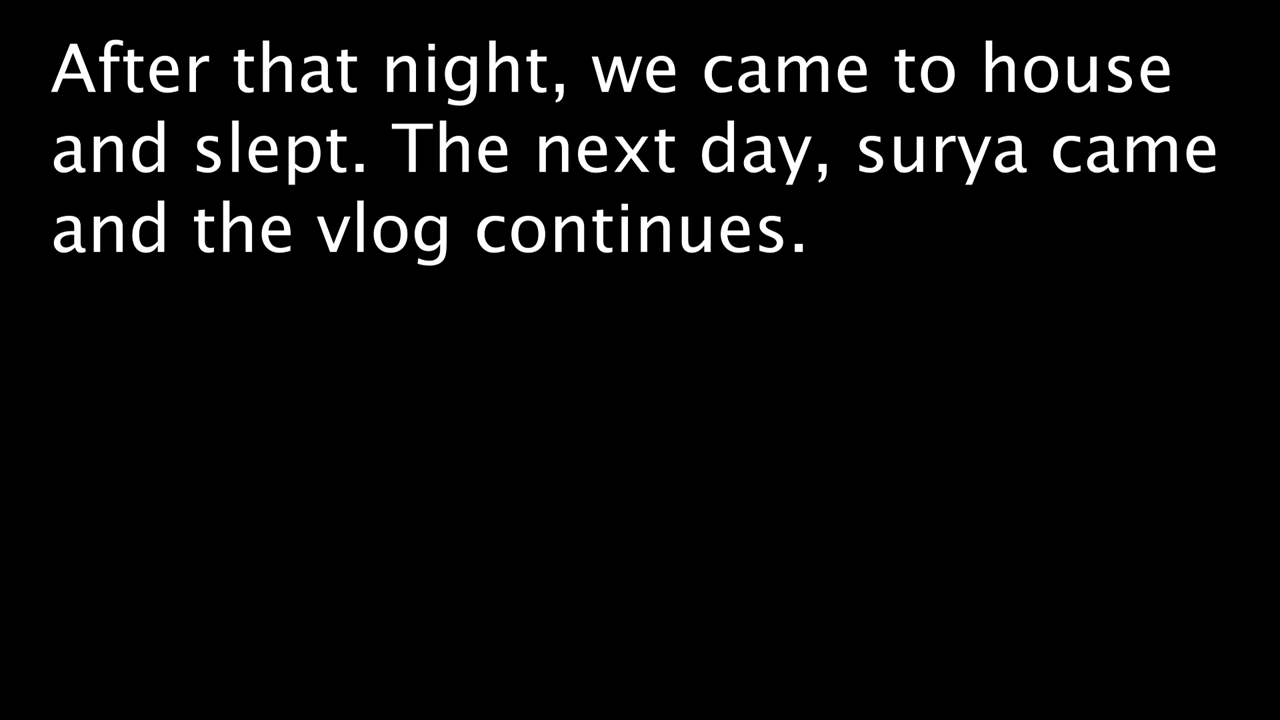 After that night, we came to house
and slept. The next day, surya came
and the vlog continues.